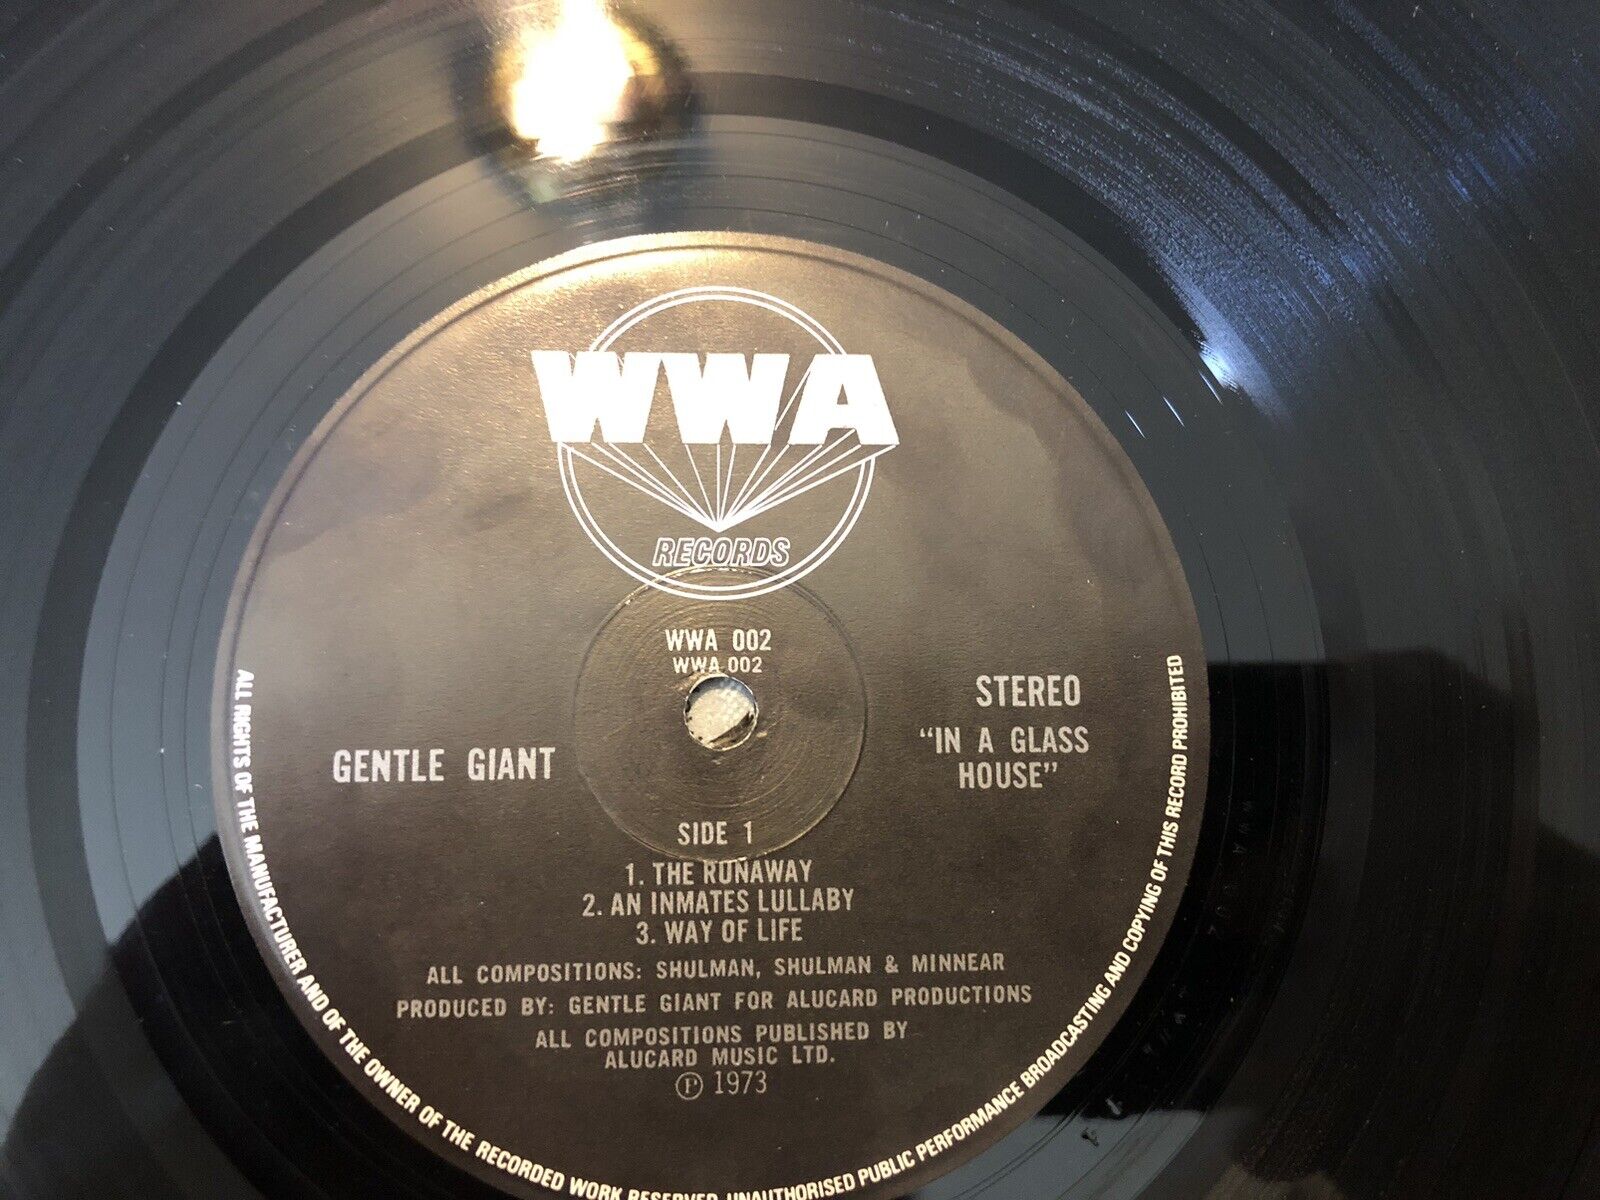 WWA
RECORDS
WWA 002
WWA 002
STEREO
"IN A GLASS
HOUSE"
GENTLE GIANT
SIDE 1
1. THE RUNAWAY
2. AN INMATES LULLABY
3. WAY OF LIFE
ALL COMPOSITIONS: SHULMAN, SHULMAN & MINNEAR
PRODUCED BY: GENTLE GIANT FOR ALUCARD PRODUCTIONS
ALL COMPOSITIONS PUBLISHED BY
ALUCARD MUSIC LTD.
Ⓟ 1973
ALL RIGHTS OF THE MANUFACTURER AND OF THE OWNER OF THE RECORDED WORK RESERVED UNAUTHORISED PUBLIC PERFORMANCE BROADCASTING AND COPYING OF THIS RECORD PROHIBITED